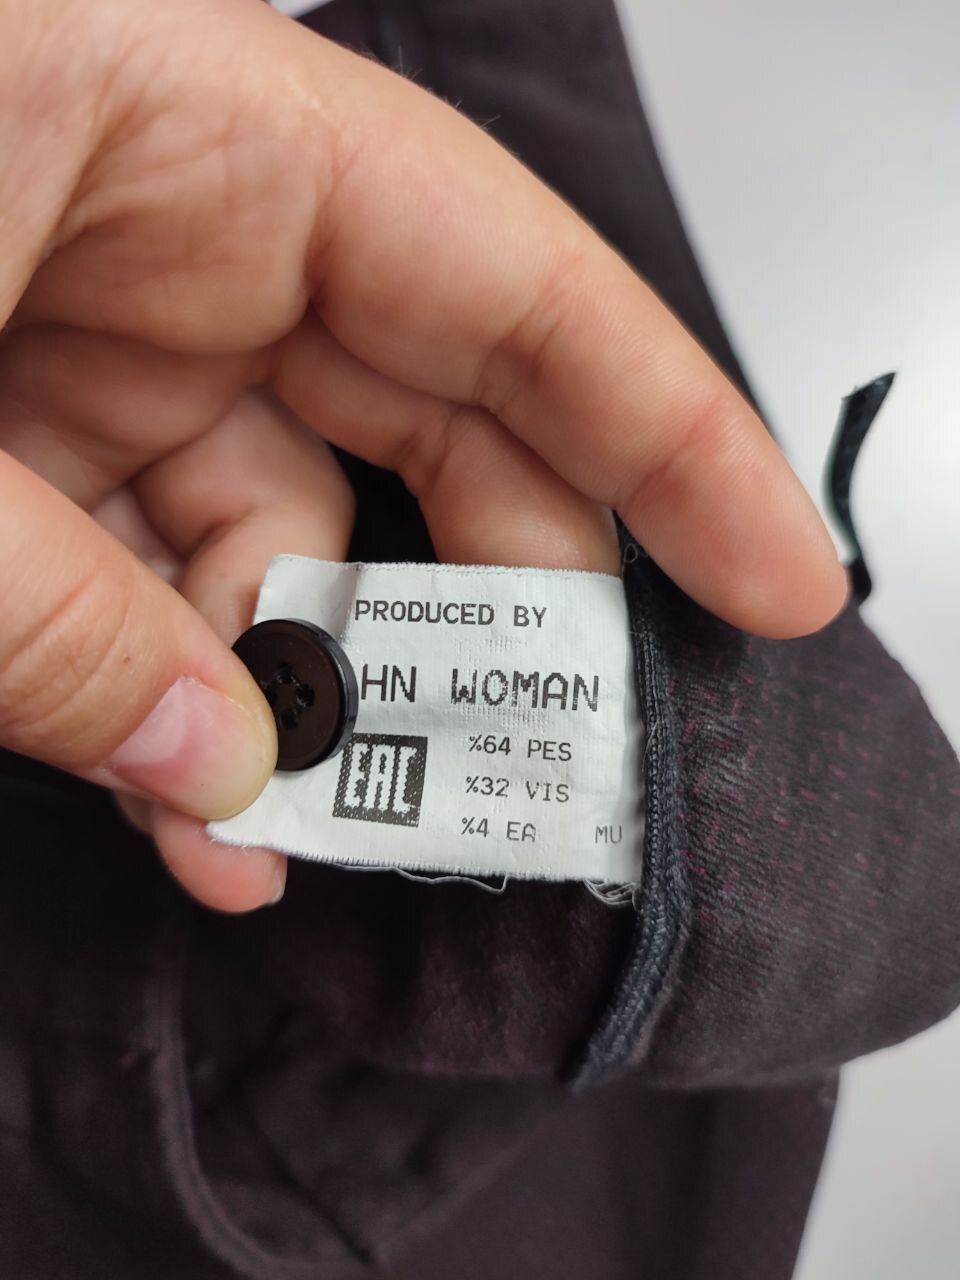 PRODUCED BY
HN WOMAN
EAC
%64 PES
%32 VIS
%4 EA
MU